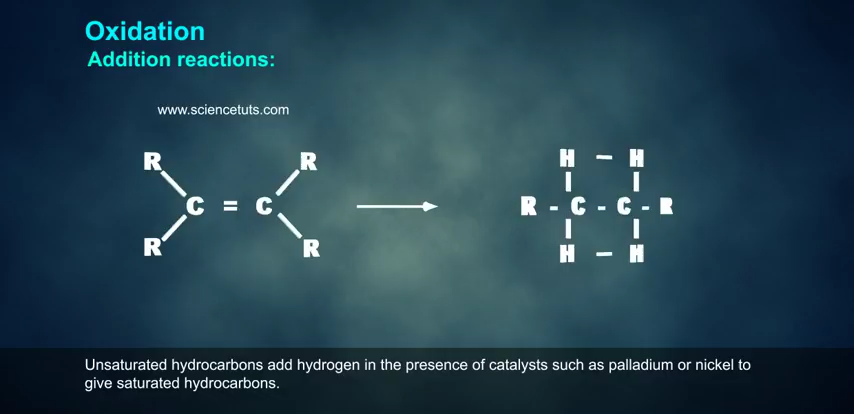 Oxidation
Addition reactions:
www.sciencetuts.com
R R H – H
C = C R - C - C - R
R R H – H
Unsaturated hydrocarbons add hydrogen in the presence of catalysts such as palladium or nickel to
give saturated hydrocarbons.